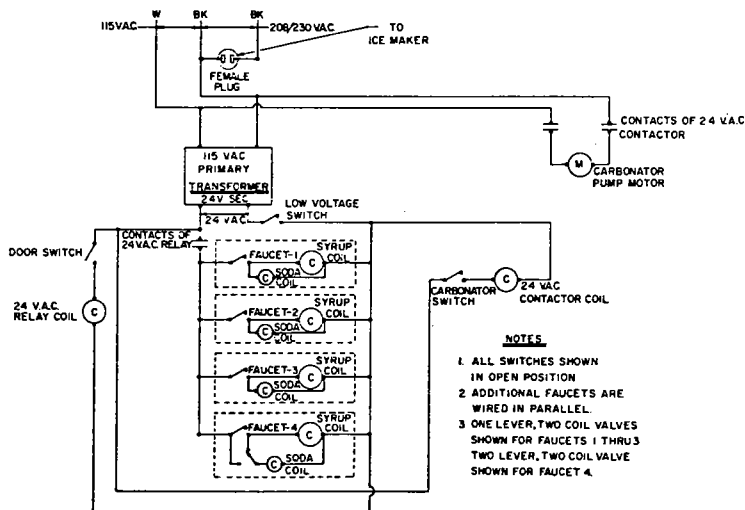 115VAC
W
BK
BK
208/230 VAC
TO
ICE MAKER
FEMALE
PLUG
CONTACTS OF 24 V.A.C
CONTACTOR
M
CARBONATOR
PUMP MOTOR
115 VAC
PRIMARY
TRANSFORMER
24V SEC
24 VAC
LOW VOLTAGE
SWITCH
CONTACTS OF
24V.A.C. RELAY
DOOR SWITCH
24 V.A.C.
RELAY COIL
C
FAUCET-1
SYRUP
COIL
C
C
SODA
COIL
FAUCET-2
SYRUP
COIL
C
C
SODA
COIL
FAUCET-3
SYRUP
COIL
C
C
SODA
COIL
FAUCET-4
SYRUP
COIL
C
C
SODA
COIL
CARBONATOR
SWITCH
C
24 VAC
CONTACTOR COIL
NOTES
1. ALL SWITCHES SHOWN
IN OPEN POSITION
2 ADDITIONAL FAUCETS ARE
WIRED IN PARALLEL.
3 ONE LEVER, TWO COIL VALVES
SHOWN FOR FAUCETS 1 THRU 3
TWO LEVER, TWO COIL VALVE
SHOWN FOR FAUCET 4.